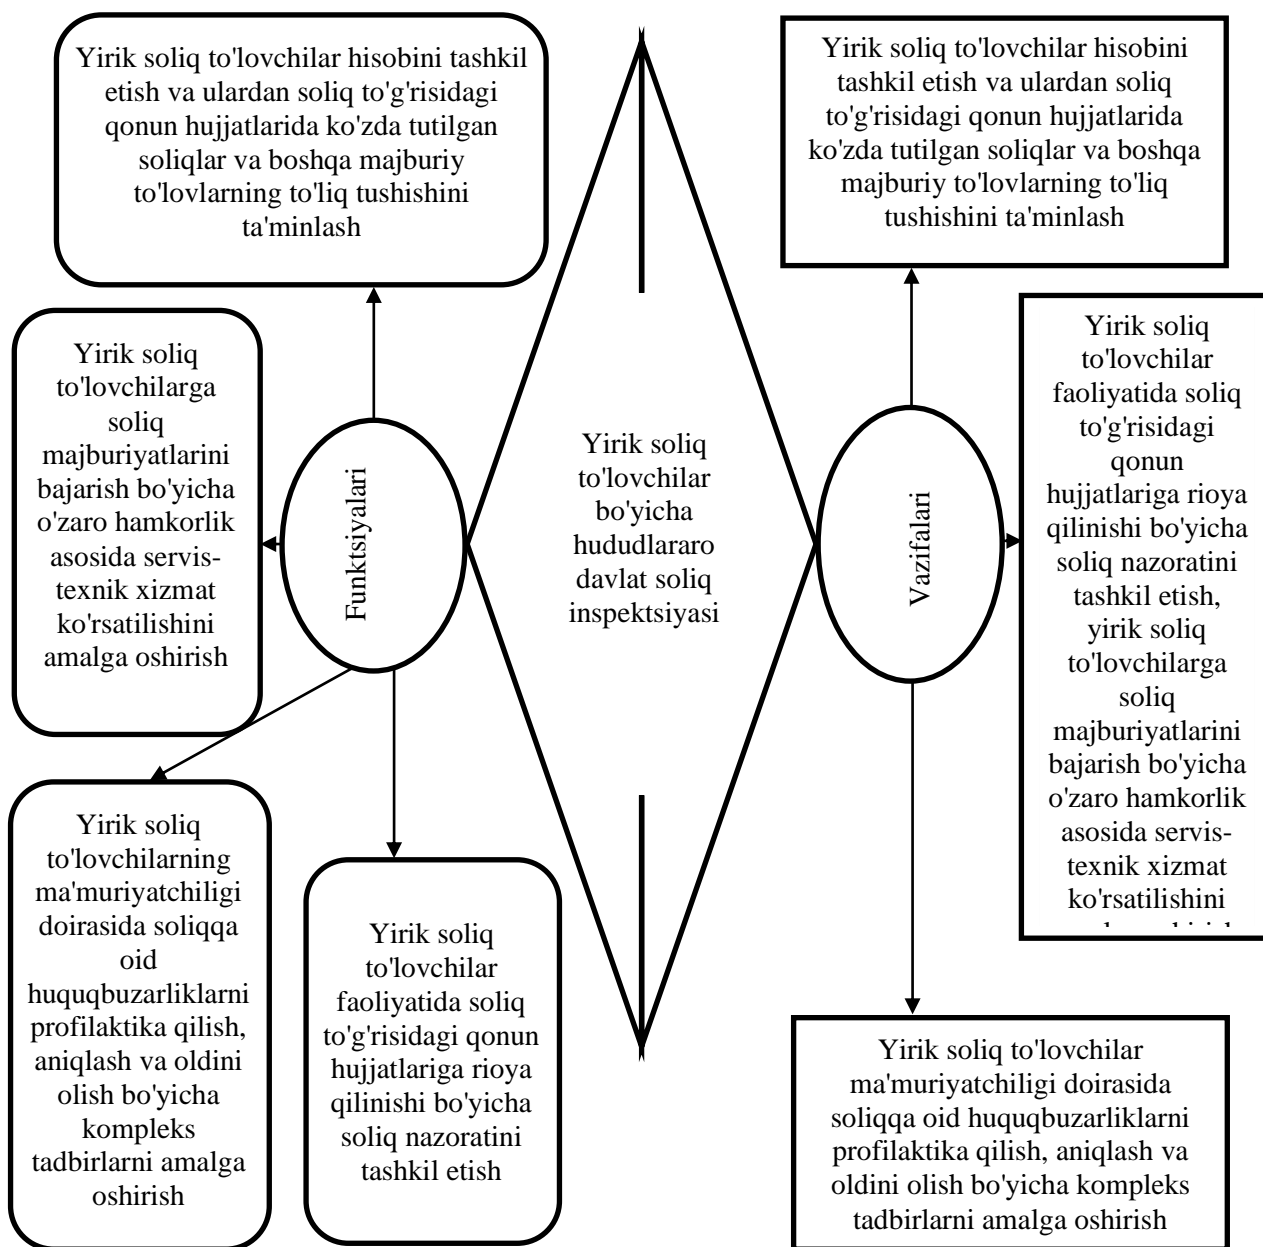 Yirik soliq to'lovchilar hisobini tashkil
etish va ulardan soliq to'g'risidagi
qonun hujjatlarida ko'zda tutilgan
soliqlar va boshqa majburiy
to'lovlarning to'liq tushishini
ta'minlash
Yirik soliq to'lovchilar hisobini
tashkil etish va ulardan soliq
to'g'risidagi qonun hujjatlarida
ko'zda tutilgan soliqlar va boshqa
majburiy to'lovlarning to'liq
tushishini ta'minlash
Yirik soliq
to'lovchilarga
soliq
majburiyatlarini
bajarish bo'yicha
o'zaro hamkorlik
asosida servis-
texnik xizmat
ko'rsatilishini
amalga oshirish
Funktsiyalari
Yirik soliq
to'lovchilar
bo'yicha
hududlararo
davlat soliq
inspektsiyasi
Vazifalari
Yirik soliq
to'lovchilar
faoliyatida soliq
to'g'risidagi
qonun
hujjatlariga rioya
qilinishi bo'yicha
soliq nazoratini
tashkil etish,
yirik soliq
to'lovchilarga
soliq
majburiyatlarini
bajarish bo'yicha
o'zaro hamkorlik
asosida servis-
texnik xizmat
ko'rsatilishini
Yirik soliq
to'lovchilarning
ma'muriyatchiligi
doirasida soliqqa
oid
huquqbuzarliklarni
profilaktika qilish,
aniqlash va oldini
olish bo'yicha
kompleks
tadbirlarni amalga
oshirish
Yirik soliq
to'lovchilar
faoliyatida soliq
to'g'risidagi qonun
hujjatlariga rioya
qilinishi bo'yicha
soliq nazoratini
tashkil etish
Yirik soliq to'lovchilar
ma'muriyatchiligi doirasida
soliqqa oid huquqbuzarliklarni
profilaktika qilish, aniqlash va
oldini olish bo'yicha kompleks
tadbirlarni amalga oshirish